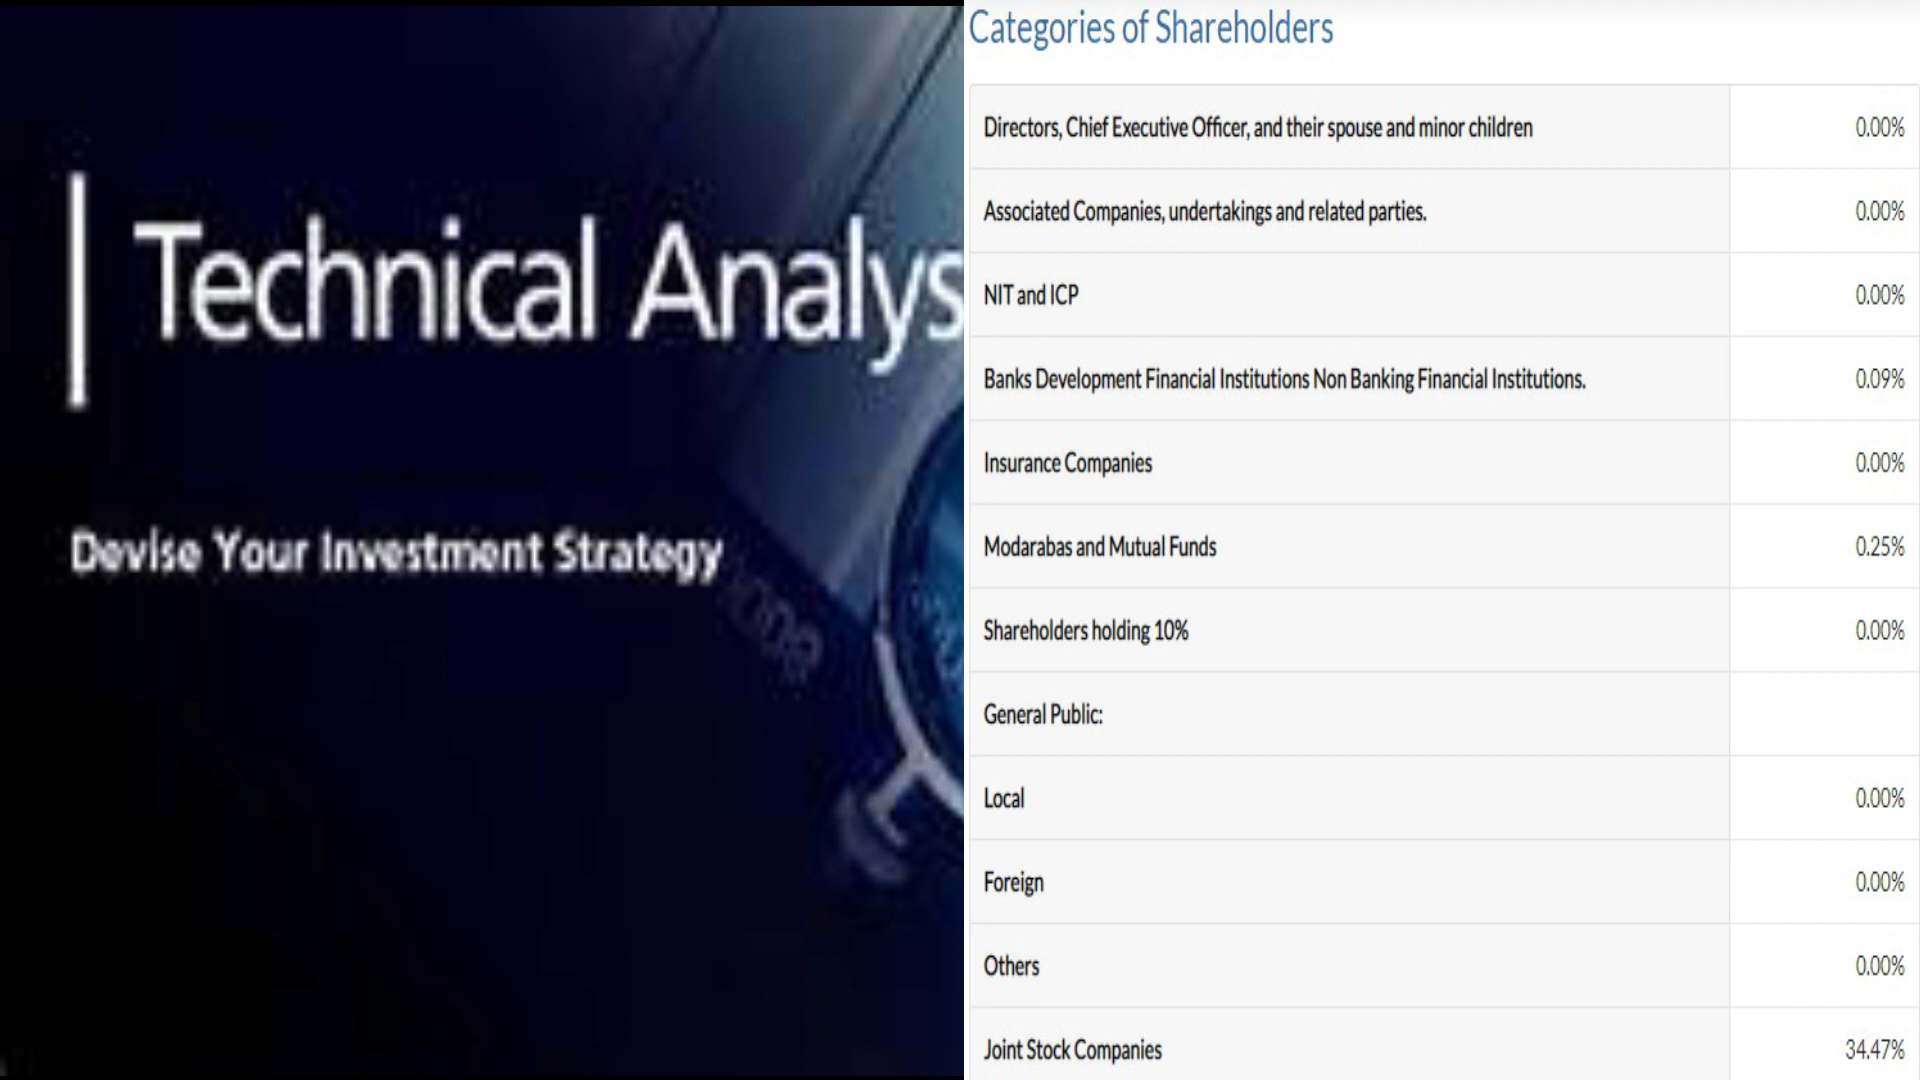 Technical Analys
Devise Your Investment Strategy
Categories of Shareholders
Directors, Chief Executive Officer, and their spouse and minor children 0.00%
Associated Companies, undertakings and related parties. 0.00%
NIT and ICP 0.00%
Banks Development Financial Institutions Non Banking Financial Institutions. 0.09%
Insurance Companies 0.00%
Modarabas and Mutual Funds 0.25%
Shareholders holding 10% 0.00%
General Public:
Local 0.00%
Foreign 0.00%
Others 0.00%
Joint Stock Companies 34.47%